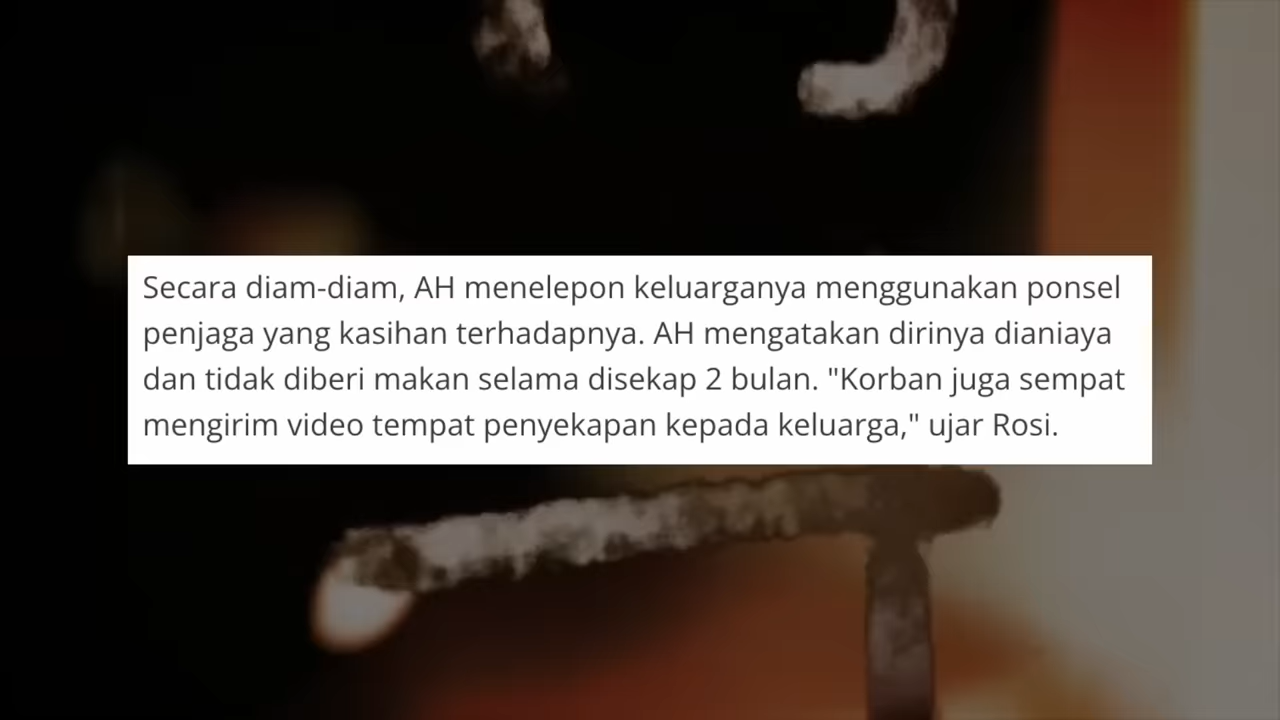 Secara diam-diam, AH menelepon keluarganya menggunakan ponsel
penjaga yang kasihan terhadapnya. AH mengatakan dirinya dianiaya
dan tidak diberi makan selama disekap 2 bulan. "Korban juga sempat
mengirim video tempat penyekapan kepada keluarga," ujar Rosi.